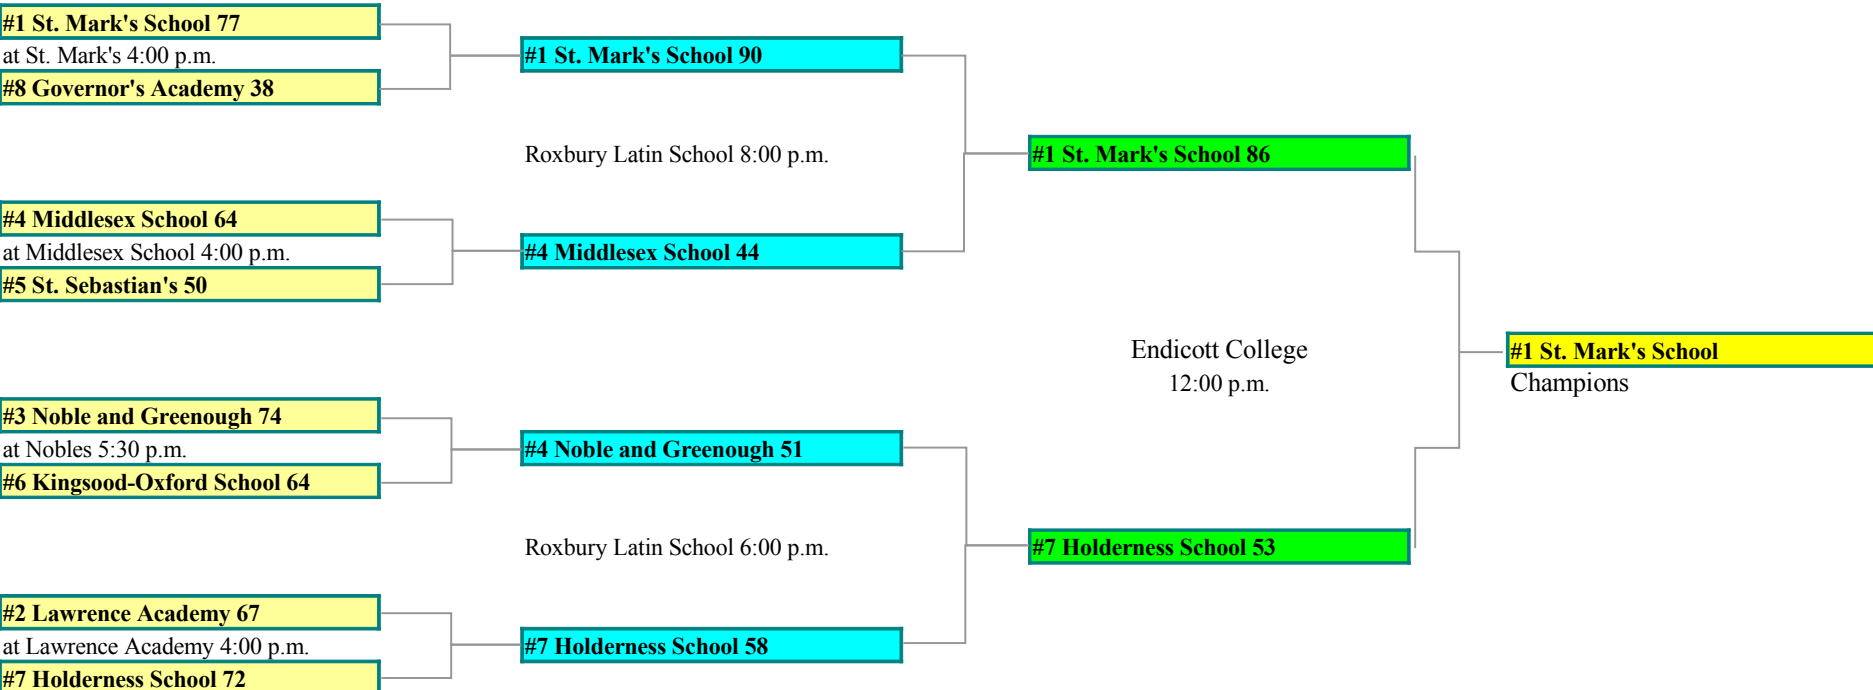 #1 St. Mark's School 77
at St. Mark's 4:00 p.m.
#8 Governor's Academy 38
#1 St. Mark's School 90
Roxbury Latin School 8:00 p.m.
#1 St. Mark's School 86
#4 Middlesex School 64
at Middlesex School 4:00 p.m.
#5 St. Sebastian's 50
#4 Middlesex School 44
Endicott College
12:00 p.m.
#1 St. Mark's School
Champions
#3 Noble and Greenough 74
at Nobles 5:30 p.m.
#6 Kingsood-Oxford School 64
#4 Noble and Greenough 51
Roxbury Latin School 6:00 p.m.
#7 Holderness School 53
#2 Lawrence Academy 67
at Lawrence Academy 4:00 p.m.
#7 Holderness School 72
#7 Holderness School 58